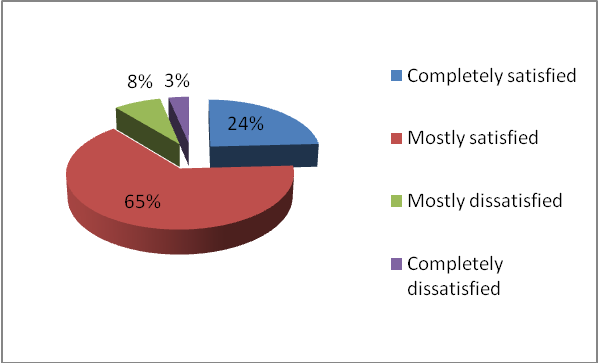 8%
3%
24%
65%
Completely satisfied
Mostly satisfied
Mostly dissatisfied
Completely
dissatisfied